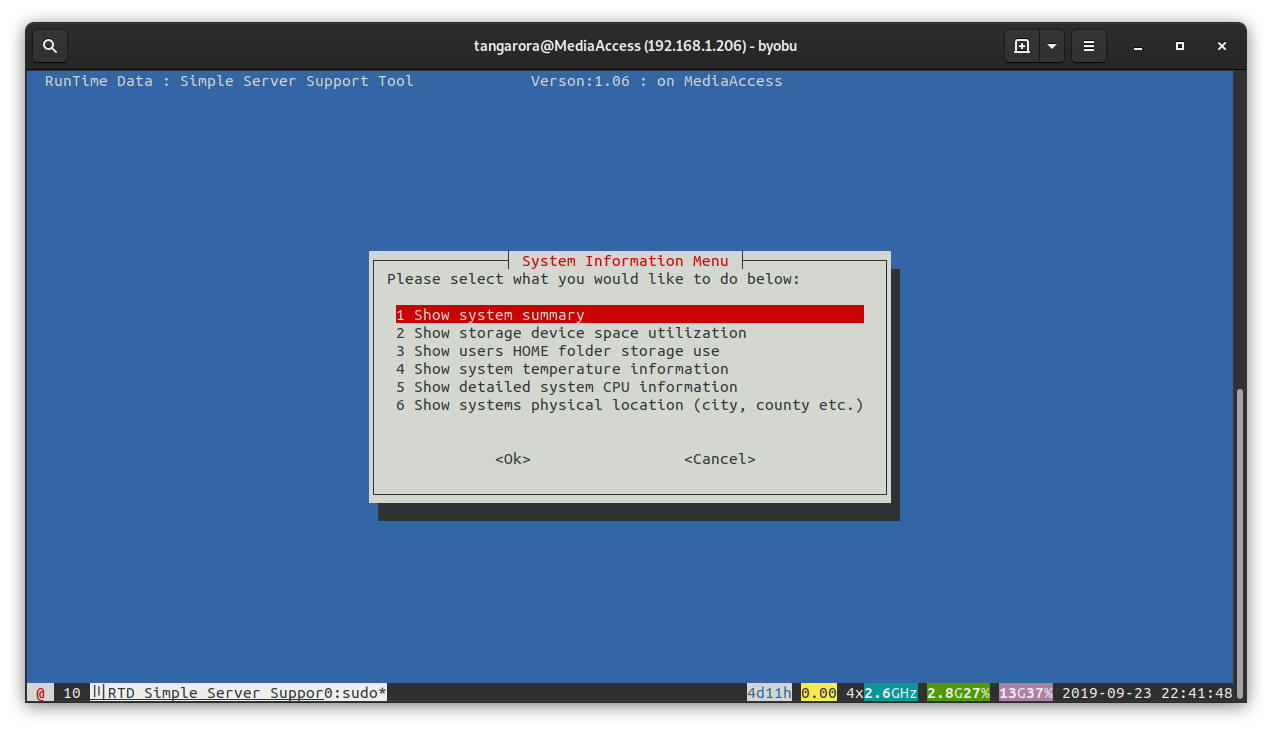 tangarora@MediaAccess (192.168.1.206) - byobu
RunTime Data : Simple Server Support Tool Verson:1.06 : on MediaAccess
System Information Menu
Please select what you would like to do below:
1 Show system summary
2 Show storage device space utilization
3 Show users HOME folder storage use
4 Show system temperature information
5 Show detailed system CPU information
6 Show systems physical location (city, county etc.)
<Ok> <Cancel>
@ 10 川RTD Simple Server Suppor0:sudo* 4d11h 0.00 4x2.6GHz 2.8G27% 13G37% 2019-09-23 22:41:48